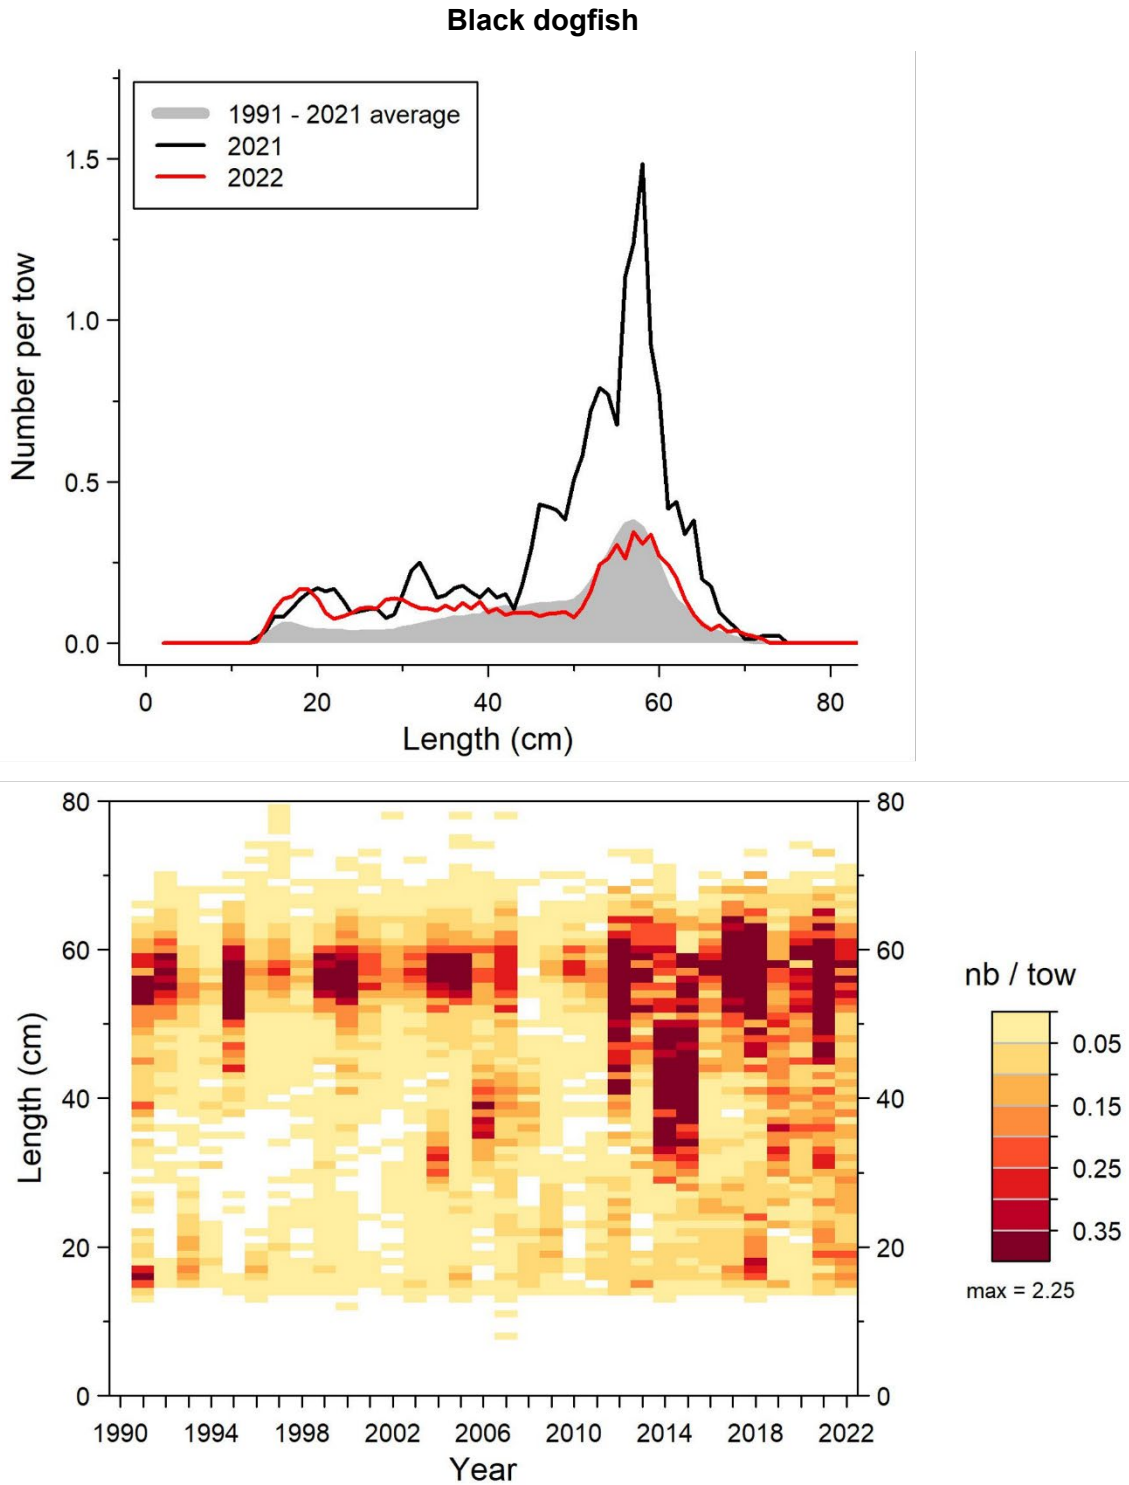 Black dogfish
1991 - 2021 average
2021
2022
Number per tow
1.5
1.0
0.5
0.0
0 20 40 60 80
Length (cm)
80 80
60 60
40 40
20 20
0 0
Length (cm)
1990 1994 1998 2002 2006 2010 2014 2018 2022
Year
nb / tow
0.05
0.15
0.25
0.35
max = 2.25